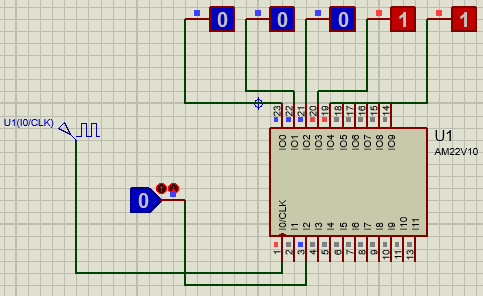 0 0 0 1 1
23 22 21 20 19 18 17 16 15 14
IO0 IO1 IO2 IO3 IO4 IO5 IO6 IO7 IO8 IO9
U1
AM22V10
U1(I0/CLK)
0
I0/CLK I1 I2 I3 I4 I5 I6 I7 I8 I9 I10 I11
1 2 3 4 5 6 7 8 9 10 11 13